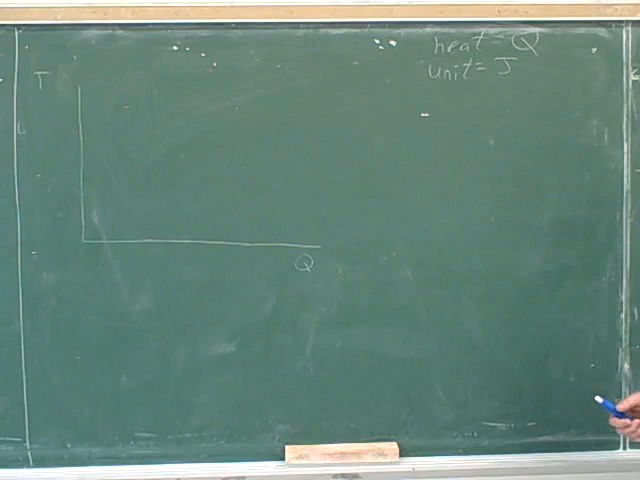 heat = Q
unit = J
T
Q